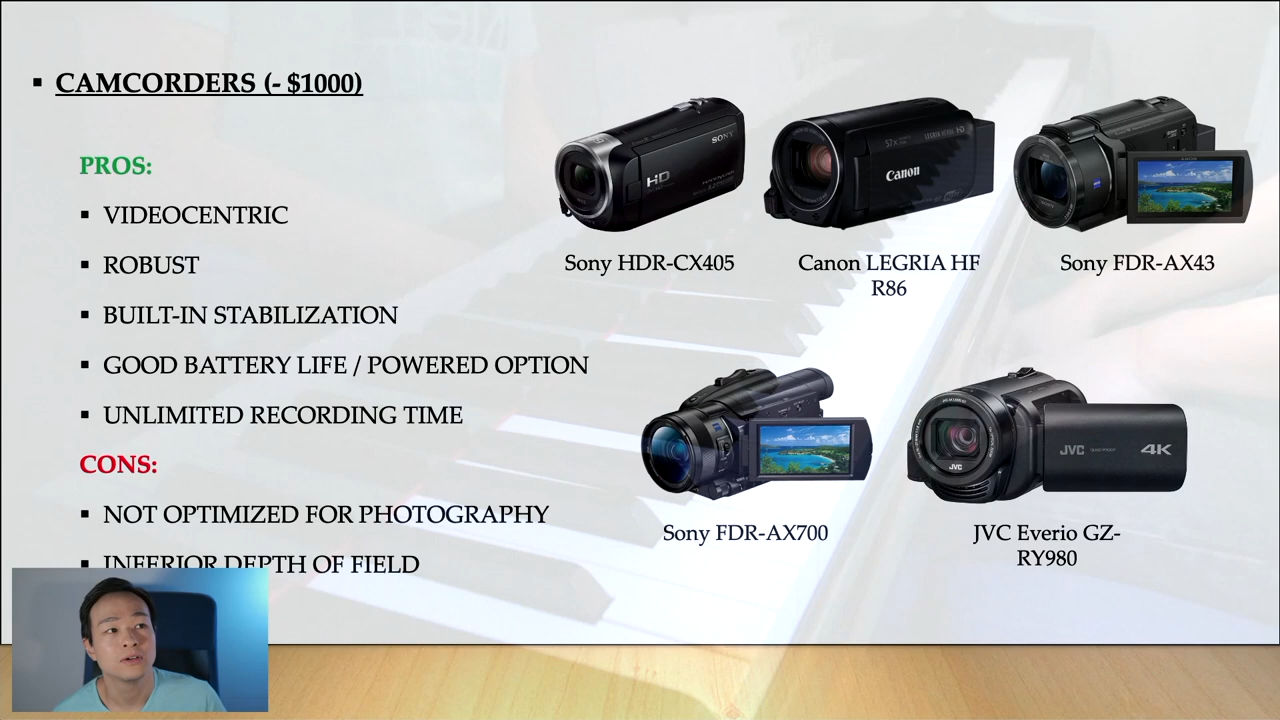 ▪ CAMCORDERS (- $1000)
PROS:
▪ VIDEOCENTRIC
▪ ROBUST
▪ BUILT-IN STABILIZATION
▪ GOOD BATTERY LIFE / POWERED OPTION
▪ UNLIMITED RECORDING TIME
CONS:
▪ NOT OPTIMIZED FOR PHOTOGRAPHY
▪ INFERIOR DEPTH OF FIELD
SONY
HD
57x
Canon
Sony HDR-CX405
Canon LEGRIA HF
R86
Sony FDR-AX43
JVC
JVC
4K
Sony FDR-AX700
JVC Everio GZ-
RY980